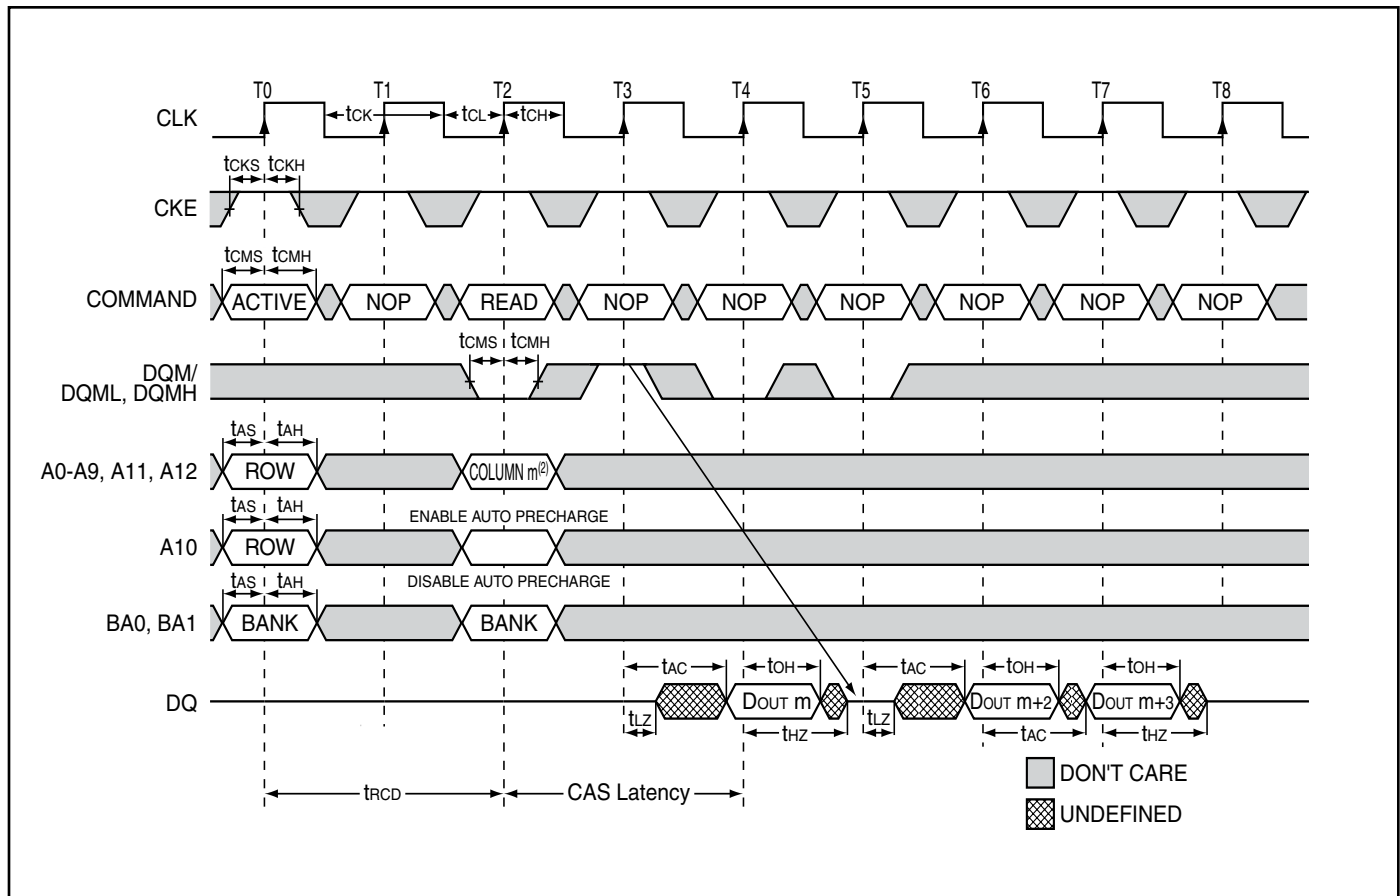 T0 T1 T2 T3 T4 T5 T6 T7 T8
CLK tCK tCL tCH
tCKS tCKH
CKE
tCMS tCMH
COMMAND ACTIVE NOP READ NOP NOP NOP NOP NOP NOP
tCMS tCMH
DQM/
DQML, DQMH
tAS tAH
A0-A9, A11, A12 ROW COLUMN m(2)
tAS tAH ENABLE AUTO PRECHARGE
A10 ROW
tAS tAH DISABLE AUTO PRECHARGE
BA0, BA1 BANK BANK
tAC tOH tAC tOH tOH
DQ DOUT m DOUT m+2 DOUT m+3
tLZ tHZ tLZ tAC tHZ
DON'T CARE
tRCD CAS Latency
UNDEFINED